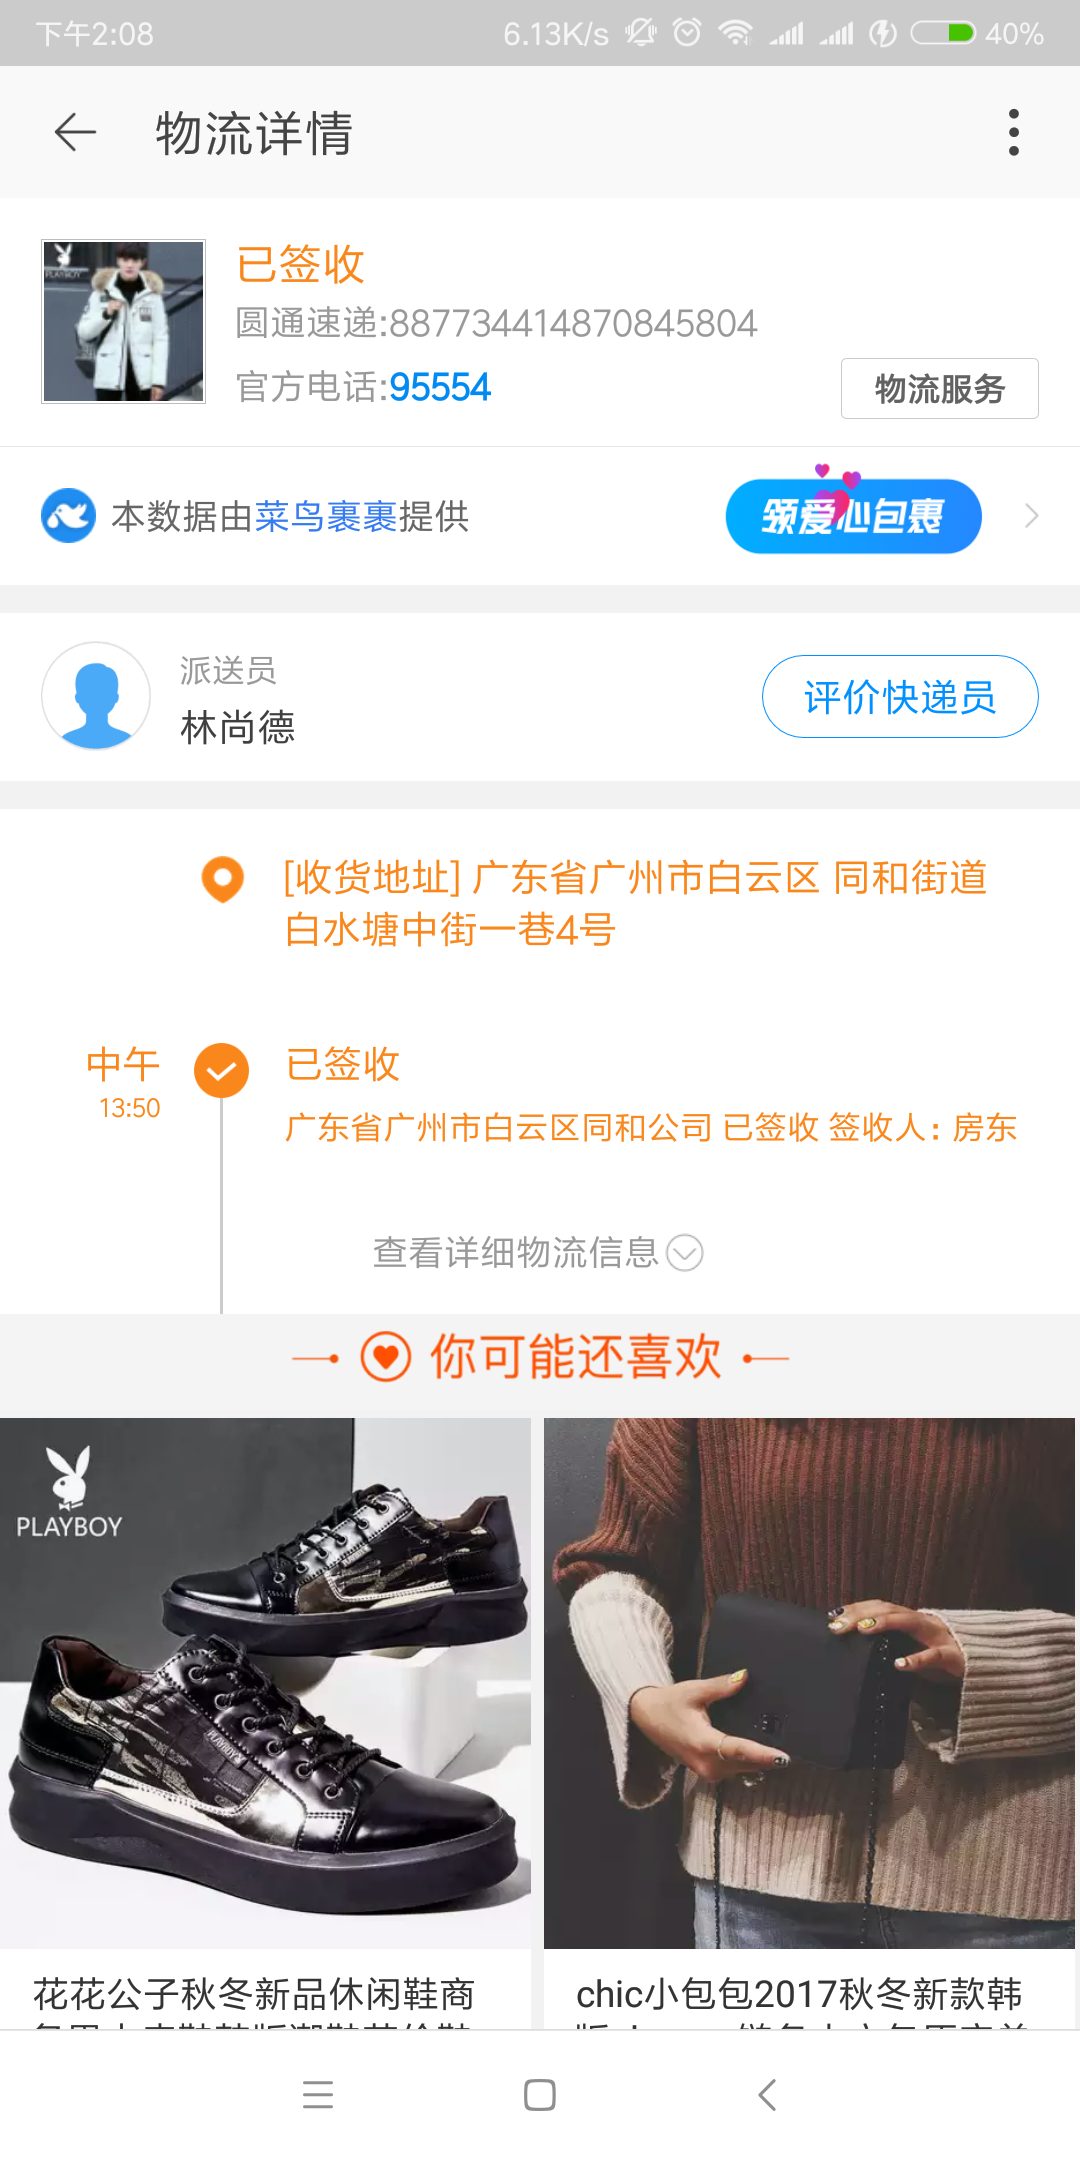 下午2:08
6.13K/s
40%
物流详情
PLAYBOY
已签收
圆通速递:887734414870845804
官方电话:95554
物流服务
本数据由菜鸟裹裹提供
领爱心包裹
派送员
林尚德
评价快递员
[收货地址] 广东省广州市白云区 同和街道
白水塘中街一巷4号
中午
13:50
已签收
广东省广州市白云区同和公司 已签收 签收人：房东
查看详细物流信息
你可能还喜欢
PLAYBOY
PLAYBOY
花花公子秋冬新品休闲鞋商
chic小包包2017秋冬新款韩